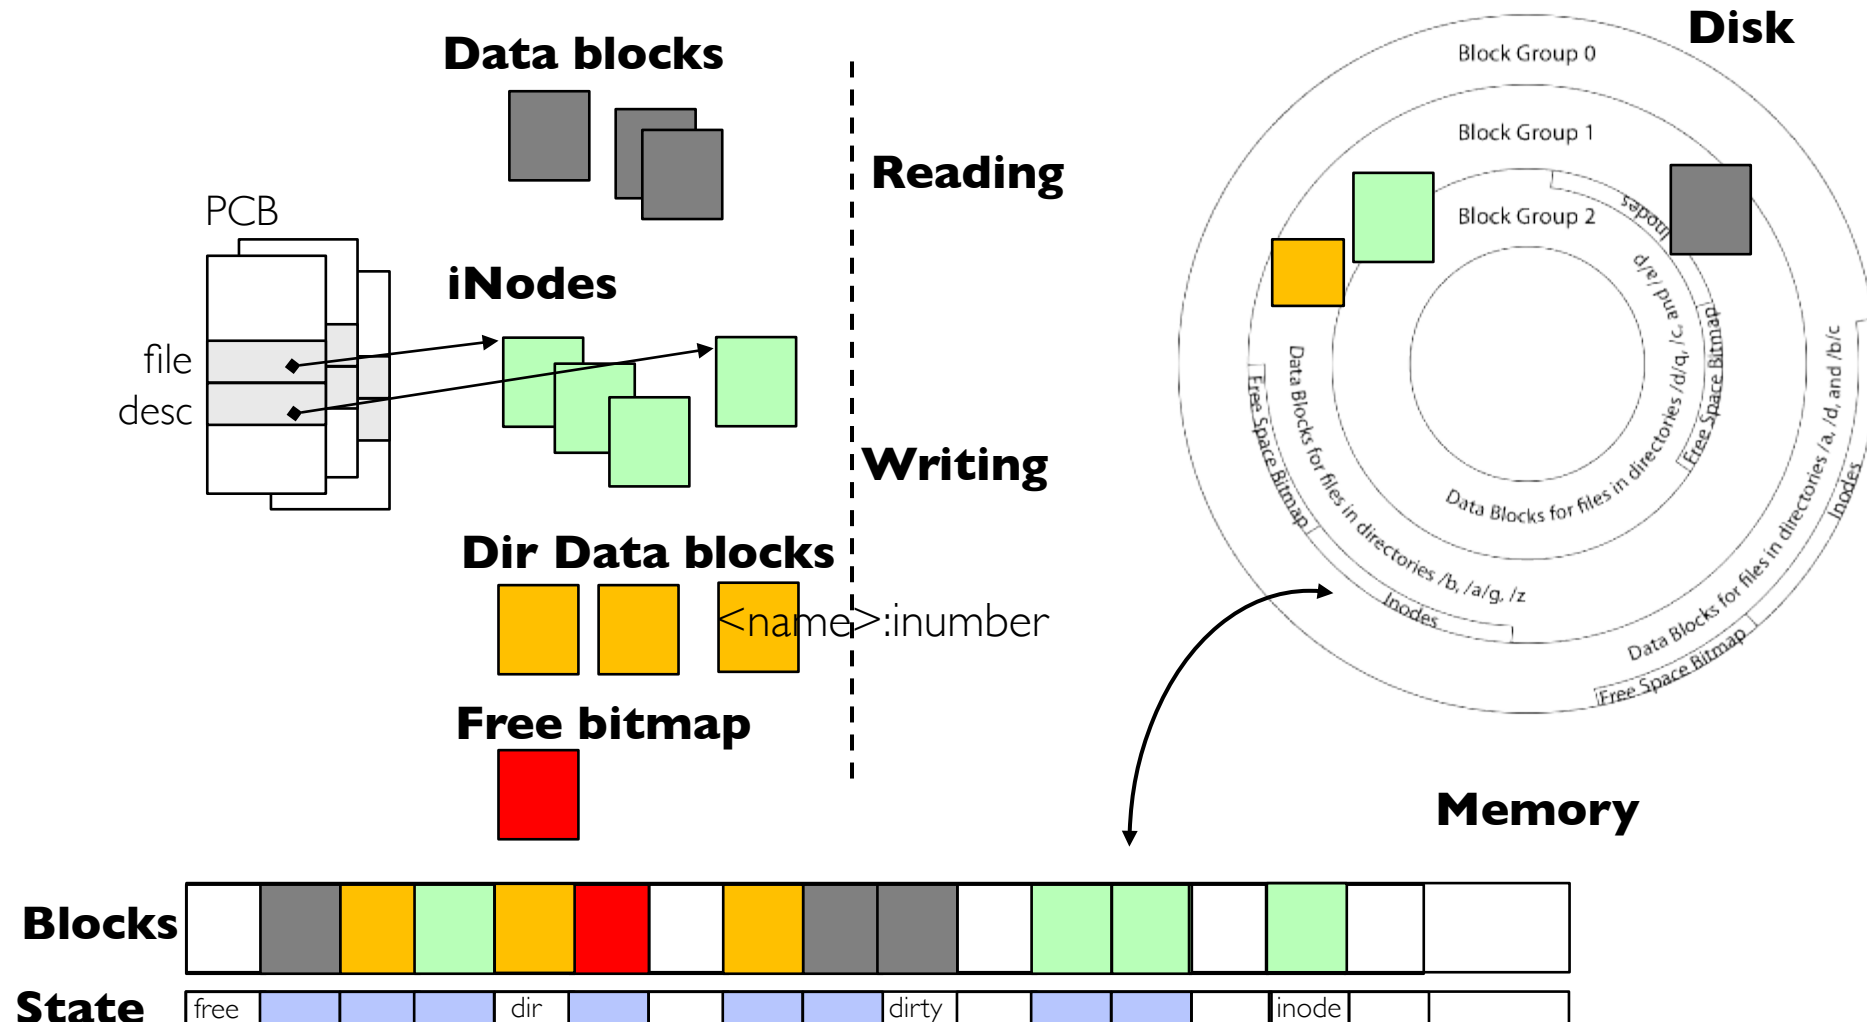 Disk
Data blocks
Block Group 0
Block Group 1
Reading
PCB
Block Group 2
Inodes
iNodes
file
desc
Data Blocks for files in directories /d/q, /c, and /a/p
Free Space Bitmap
Writing
Data Blocks for files in directories /b, /a/g, /z
Free Space Bitmap
Inodes
Data Blocks for files in directories /a, /d, and /b/c
Inodes
Free Space Bitmap
Dir Data blocks
<name>:inumber
Free bitmap
Memory
Blocks
State
free
dir
dirty
inode